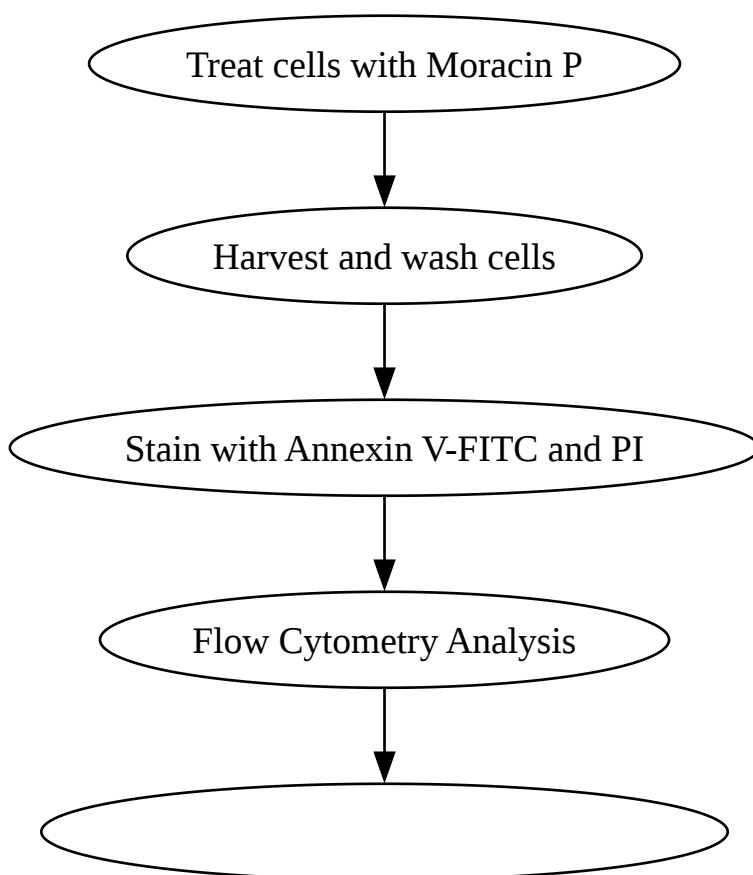 Treat cells with Moracin P
Harvest and wash cells
Stain with Annexin V-FITC and PI
Flow Cytometry Analysis